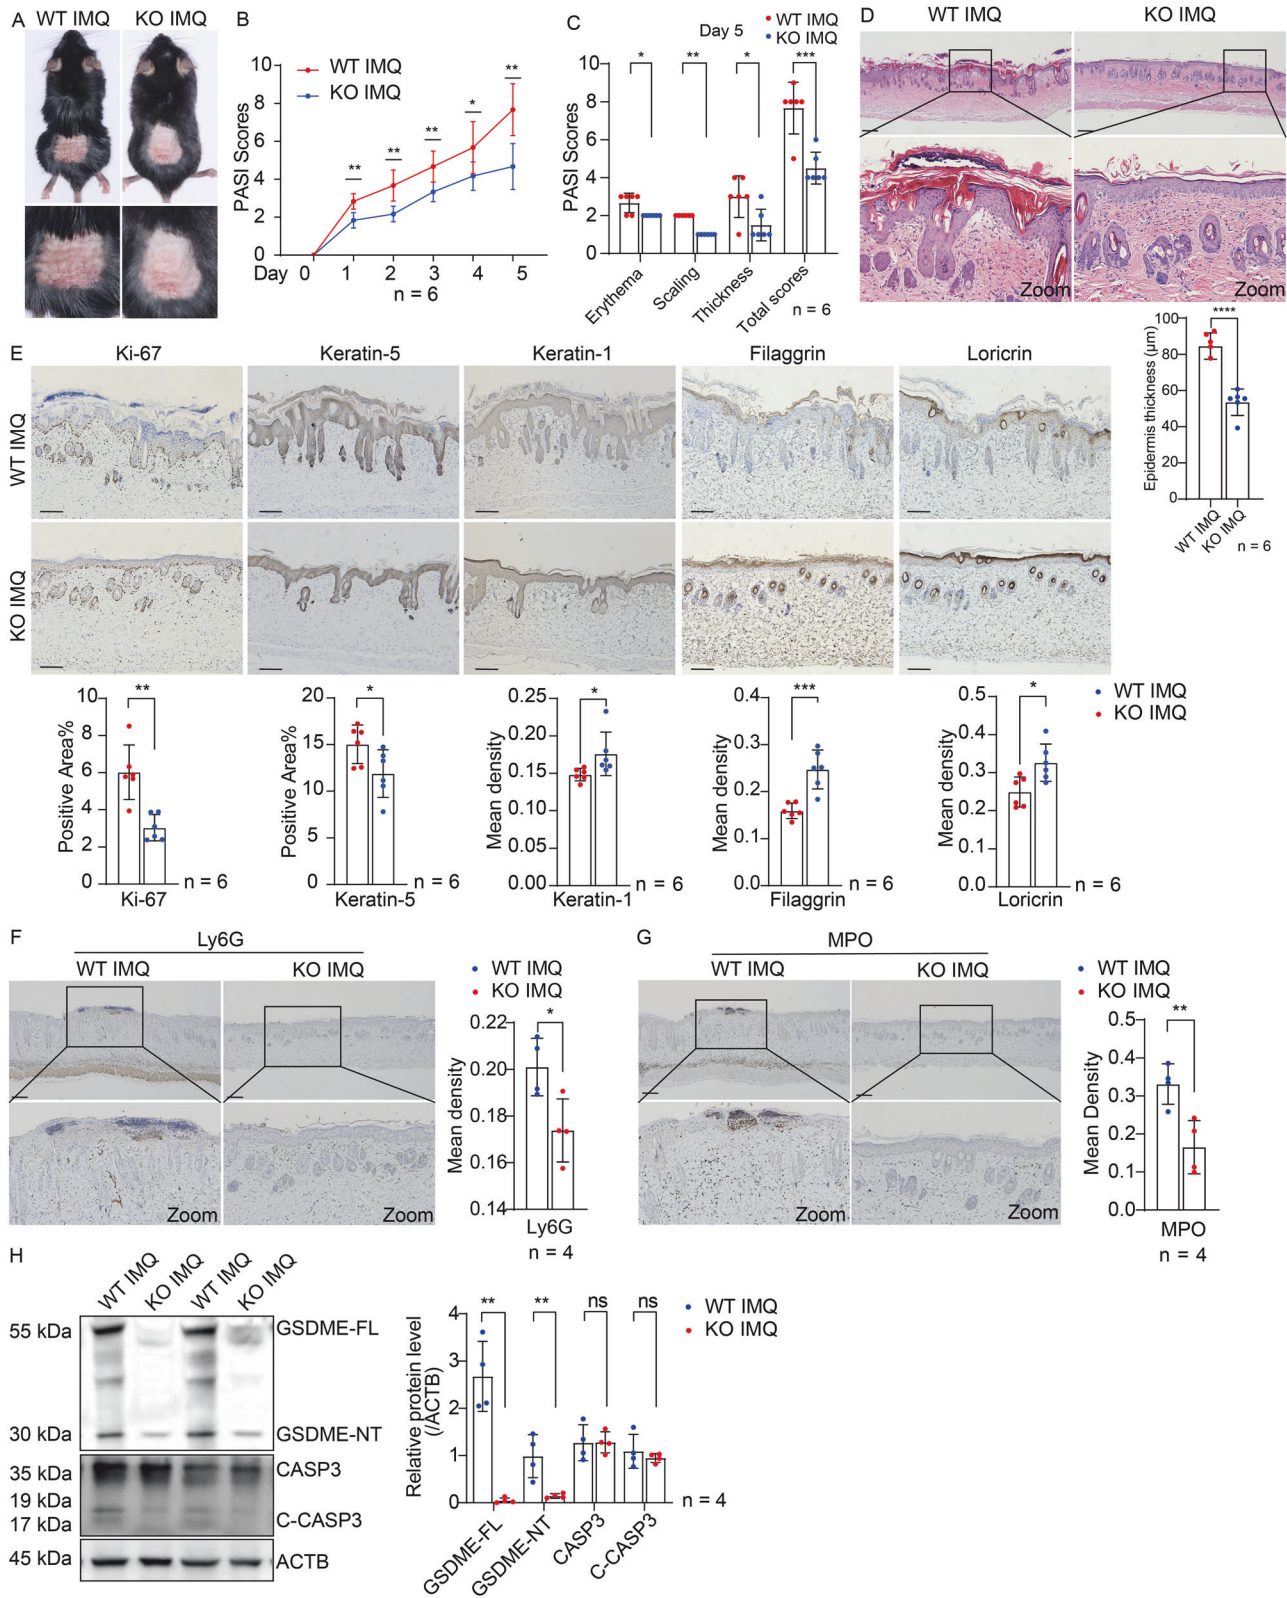 A
WT IMQ
KO IMQ
B
PASI Scores
10
8
6
4
2
0
WT IMQ
KO IMQ
**
**
**
*
**
Day 0 1 2 3 4 5
n = 6
C
Day 5
WT IMQ
KO IMQ
PASI Scores
10
8
6
4
2
0
*
**
*
***
Erythema
Scaling
Thickness
Total scores
n = 6
D
WT IMQ
KO IMQ
Zoom
Zoom
Epidermis thickness (μm)
100
80
60
40
20
0
****
WT IMQ
KO IMQ
n = 6
E
Ki-67
Keratin-5
Keratin-1
Filaggrin
Loricrin
WT IMQ
KO IMQ
Positive Area%
10
8
6
4
2
0
**
Ki-67
n = 6
Positive Area%
20
15
10
5
0
*
Keratin-5
n = 6
Mean density
0.25
0.20
0.15
0.10
0.05
0.00
*
Keratin-1
n = 6
Mean density
0.4
0.3
0.2
0.1
0.0
***
Filaggrin
n = 6
Mean density
0.5
0.4
0.3
0.2
0.1
0.0
*
Loricrin
n = 6
WT IMQ
KO IMQ
F
Ly6G
WT IMQ
KO IMQ
Zoom
Zoom
WT IMQ
KO IMQ
Mean density
0.22
0.20
0.18
0.16
0.14
*
Ly6G
n = 4
G
MPO
WT IMQ
KO IMQ
Zoom
Zoom
WT IMQ
KO IMQ
Mean Density
0.5
0.4
0.3
0.2
0.1
0.0
**
MPO
n = 4
H
WT IMQ
KO IMQ
WT IMQ
KO IMQ
55 kDa
GSDME-FL
30 kDa
GSDME-NT
35 kDa
CASP3
19 kDa
17 kDa
C-CASP3
45 kDa
ACTB
Relative protein level
(/ACTB)
4
3
2
1
0
**
**
ns
ns
GSDME-FL
GSDME-NT
CASP3
C-CASP3
n = 4
WT IMQ
KO IMQ